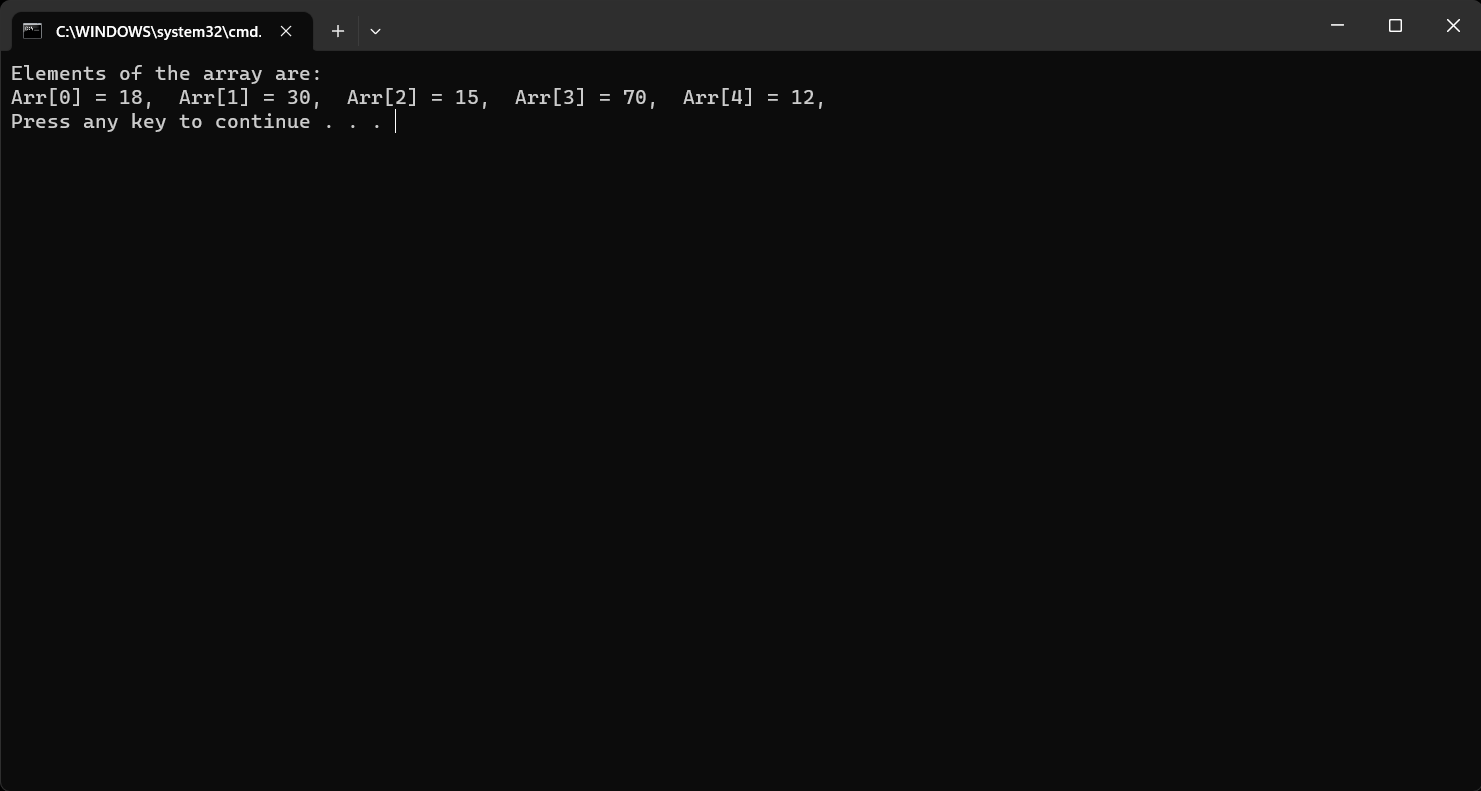 C:\WINDOWS\system32\cmd.
Elements of the array are:
Arr[0] = 18,  Arr[1] = 30,  Arr[2] = 15,  Arr[3] = 70,  Arr[4] = 12,
Press any key to continue . . .